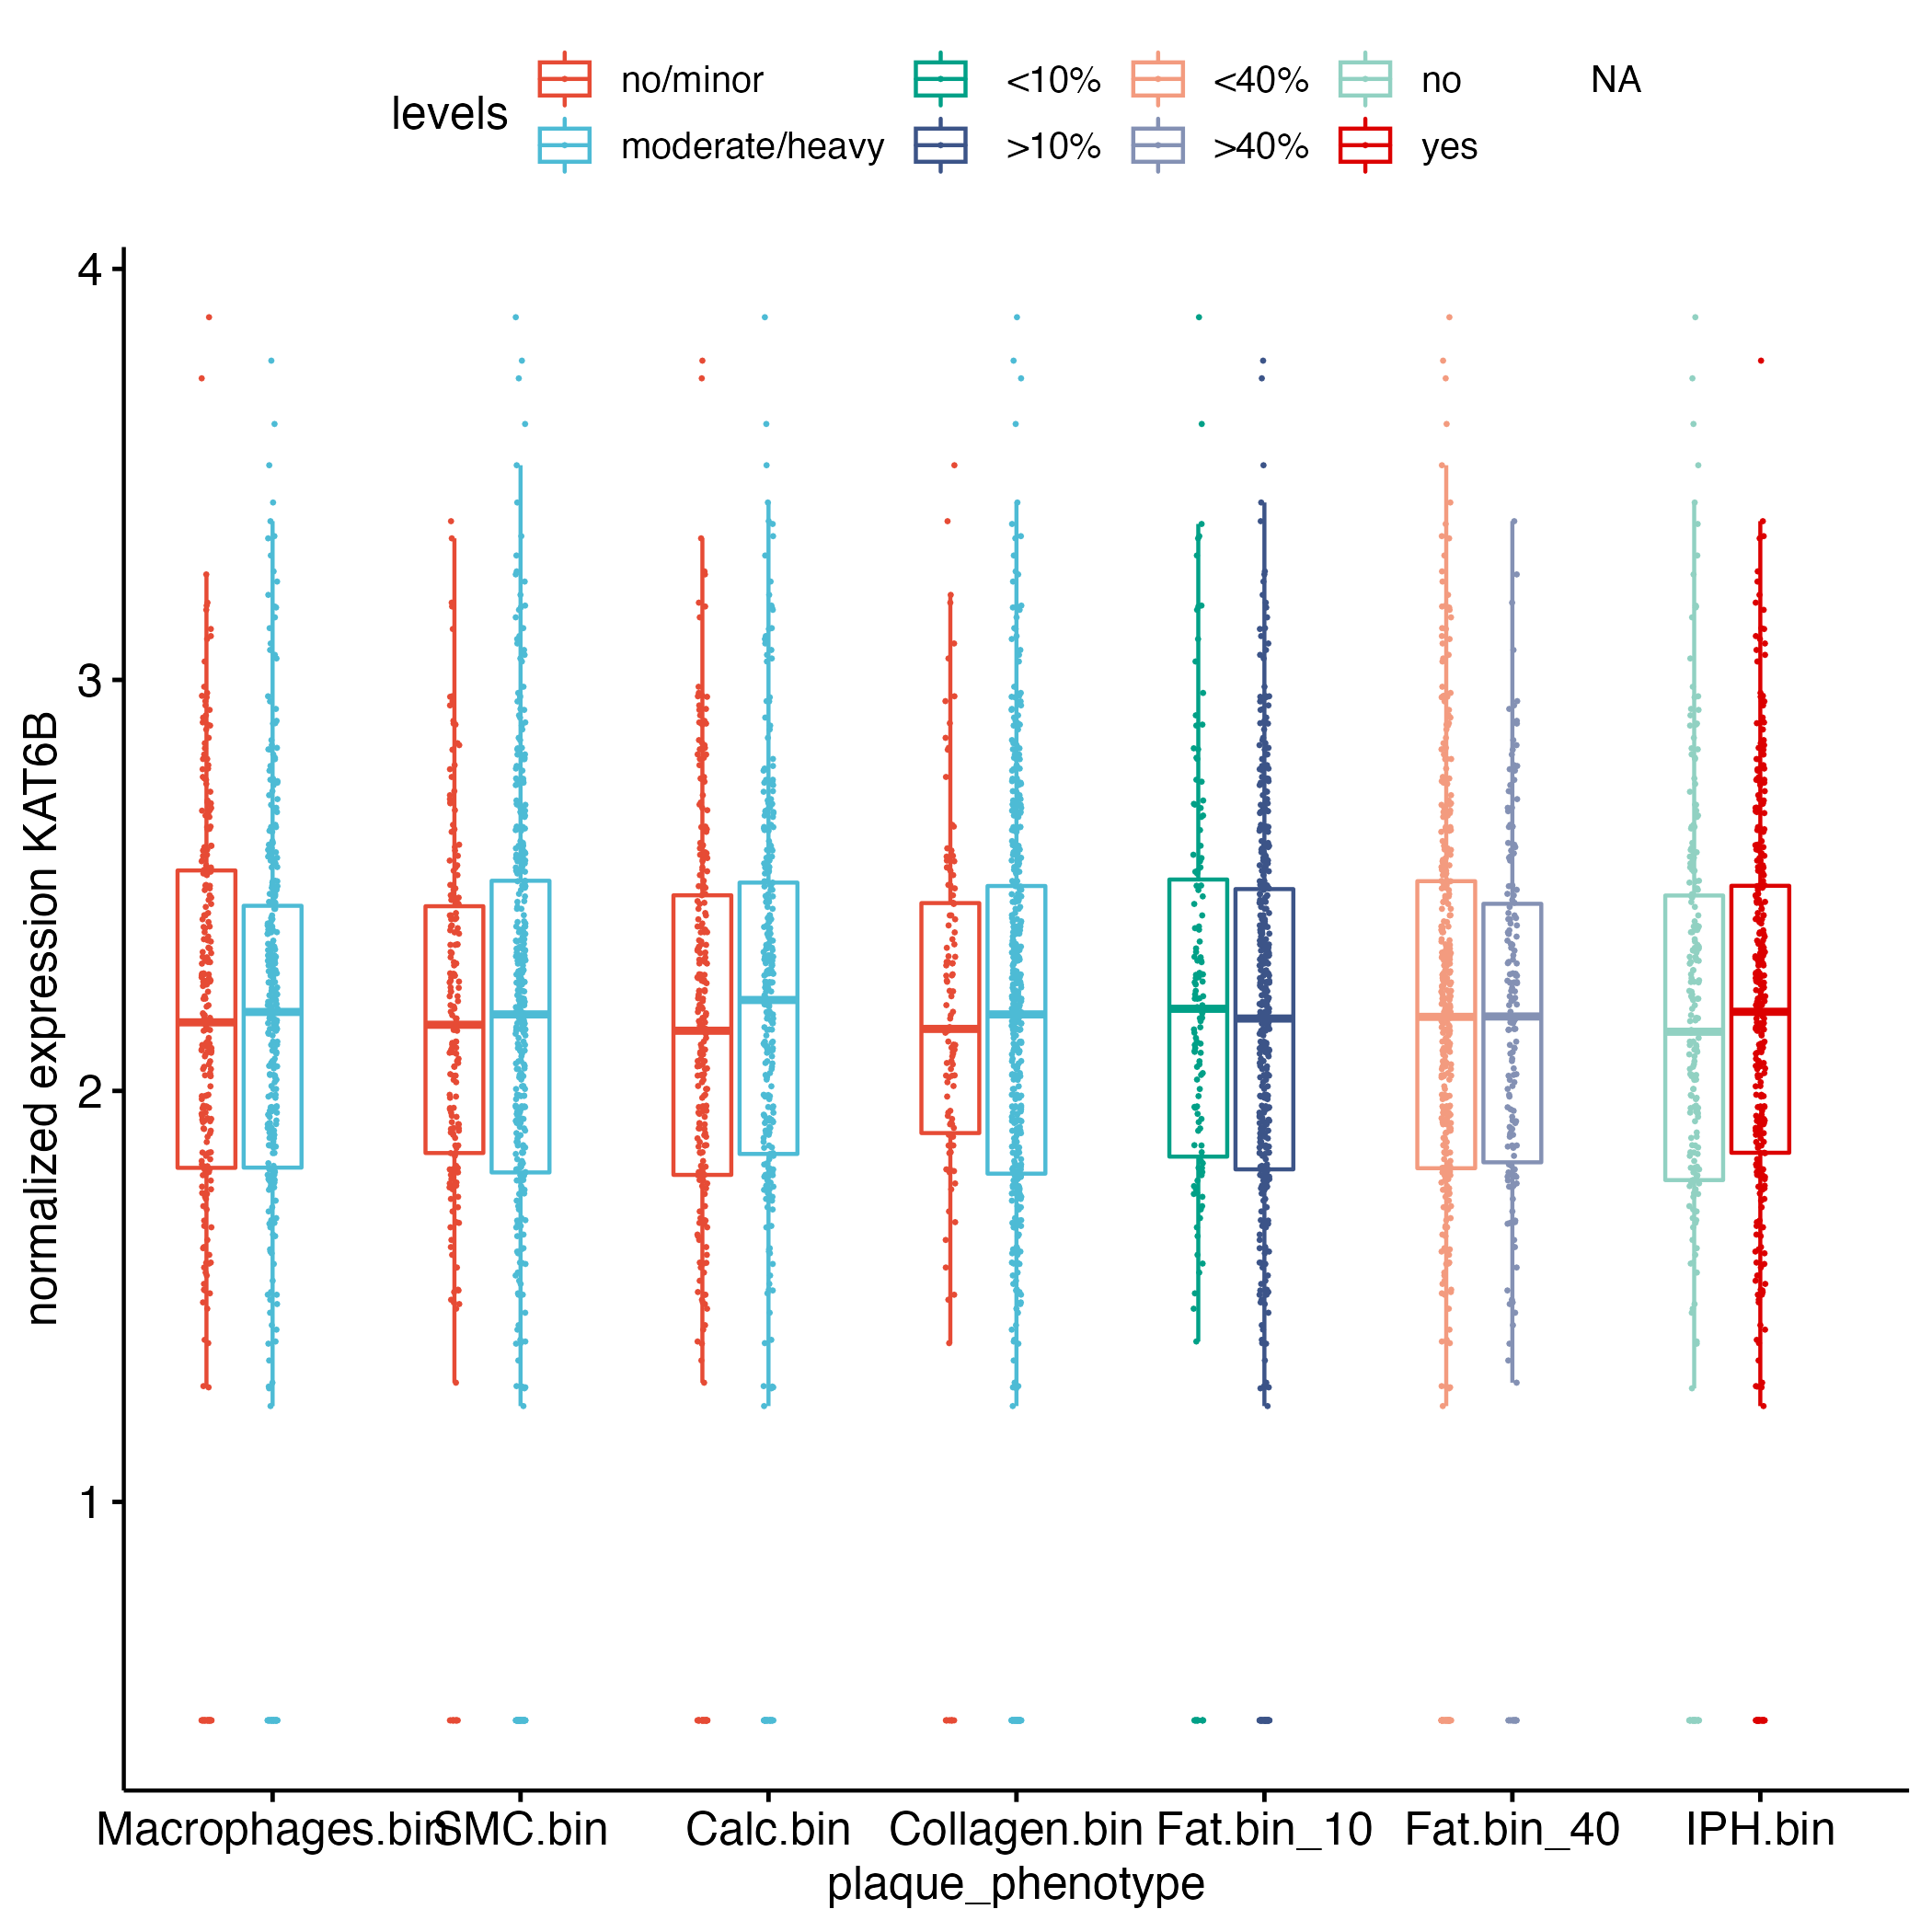 levels
no/minor <10% <40% no NA
moderate/heavy >10% >40% yes
4
3
2
1
normalized expression KAT6B
Macrophages.bin SMC.bin Calc.bin Collagen.bin Fat.bin_10 Fat.bin_40 IPH.bin
plaque_phenotype